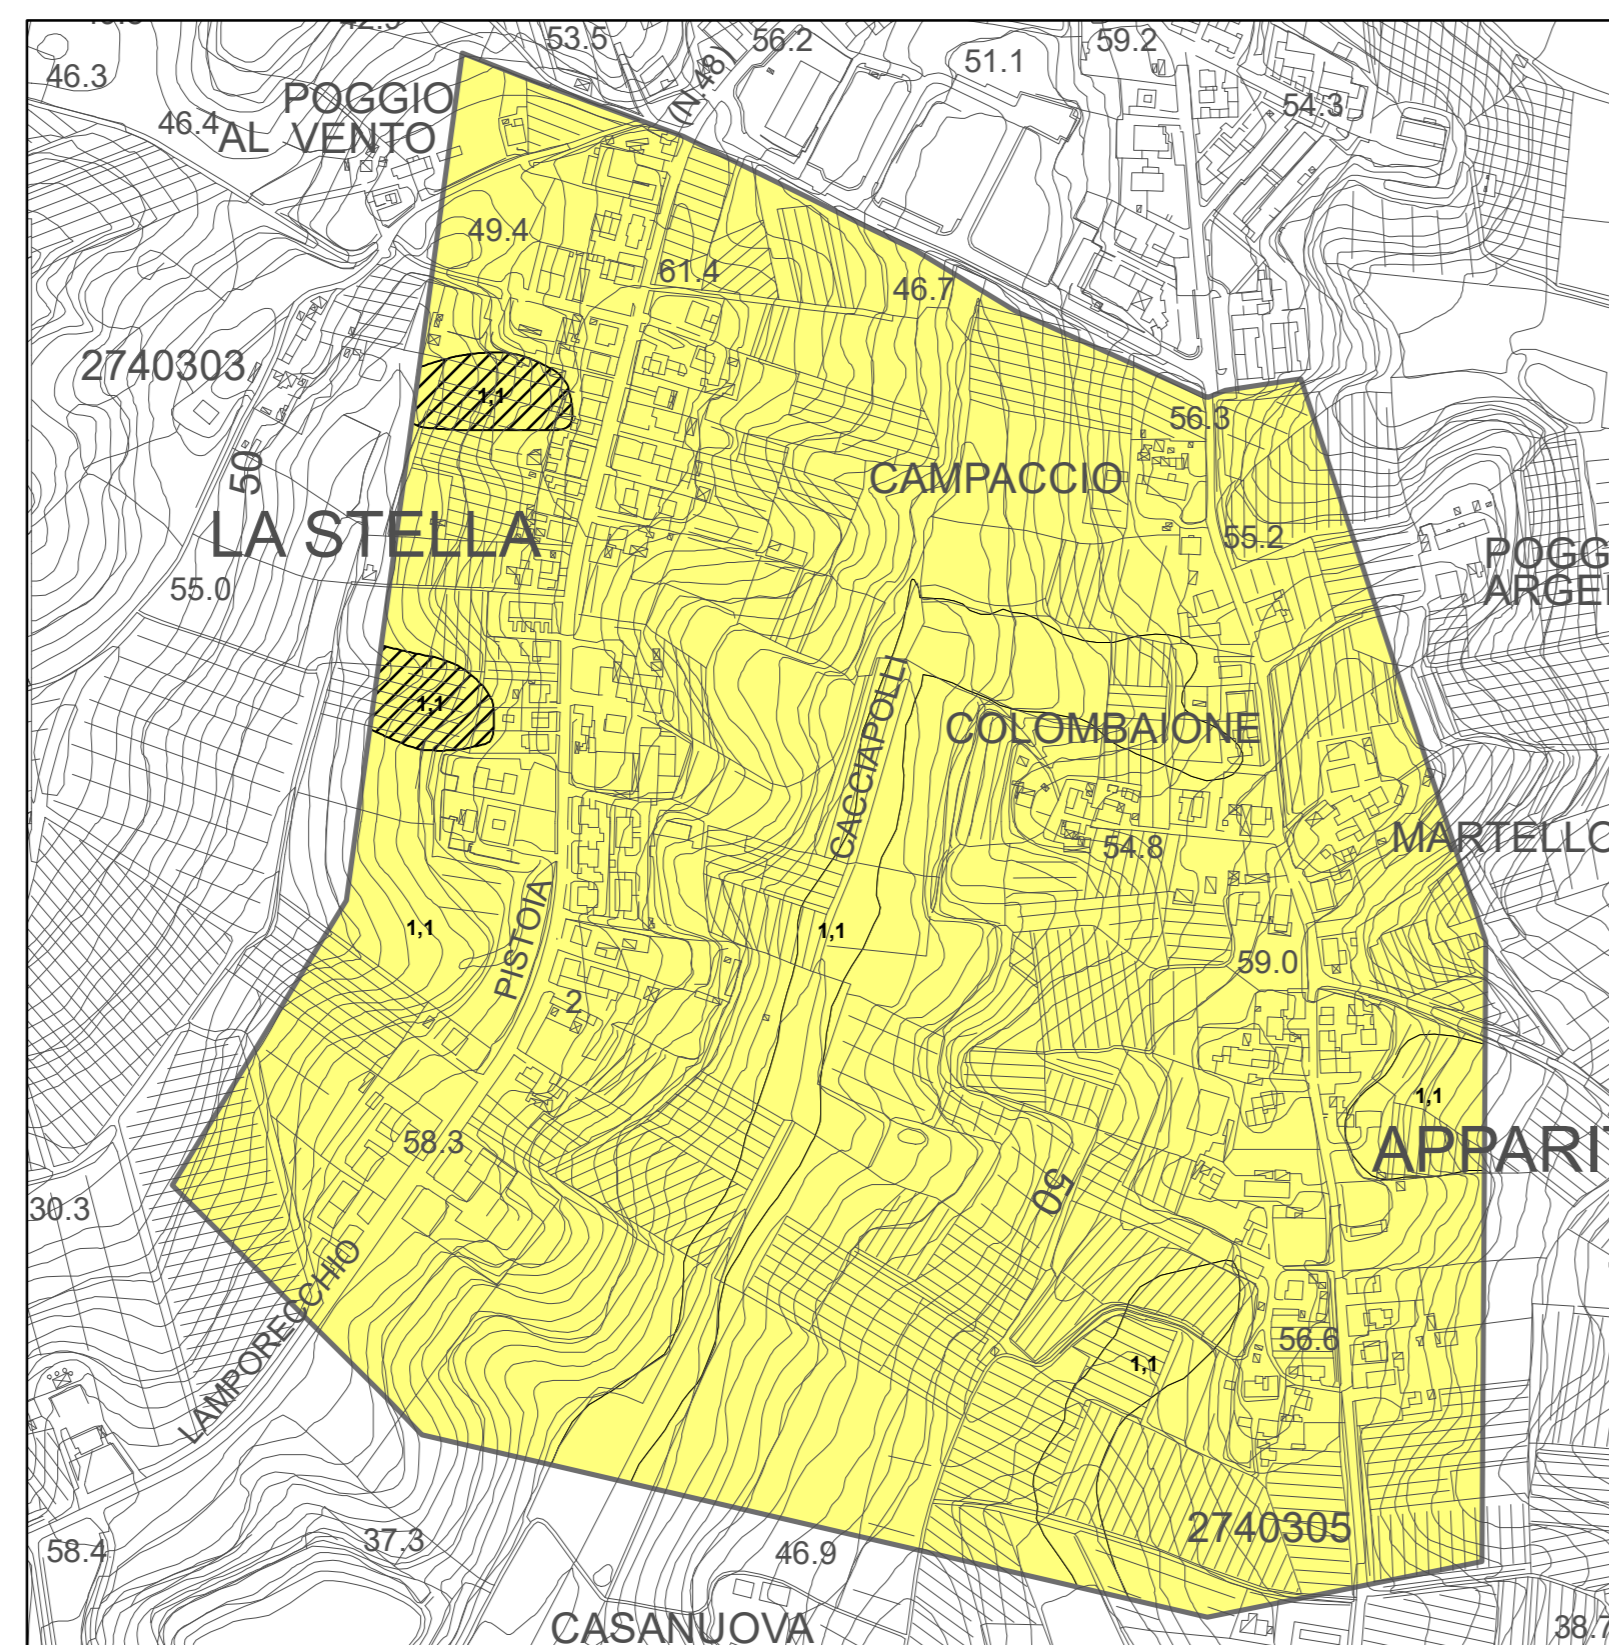 53.5
56.2
59.2
51.1
46.3
POGGIO
AL VENTO
(N.48)
54.3
46.4
49.4
61.4
46.7
2740303
1,1
56.3
50
CAMPACCIO
LA STELLA
55.2
55.0
POGG
ARGE
CACCIAPOLLI
1,1
COLOMBAIONE
MARTELLO
54.8
PISTOIA
1,1
1,1
59.0
2
1,1
58.3
APPARI
50
30.3
LAMPORECCHIO
56.6
1,1
2740305
58.4
37.3
46.9
CASANUOVA
38.7